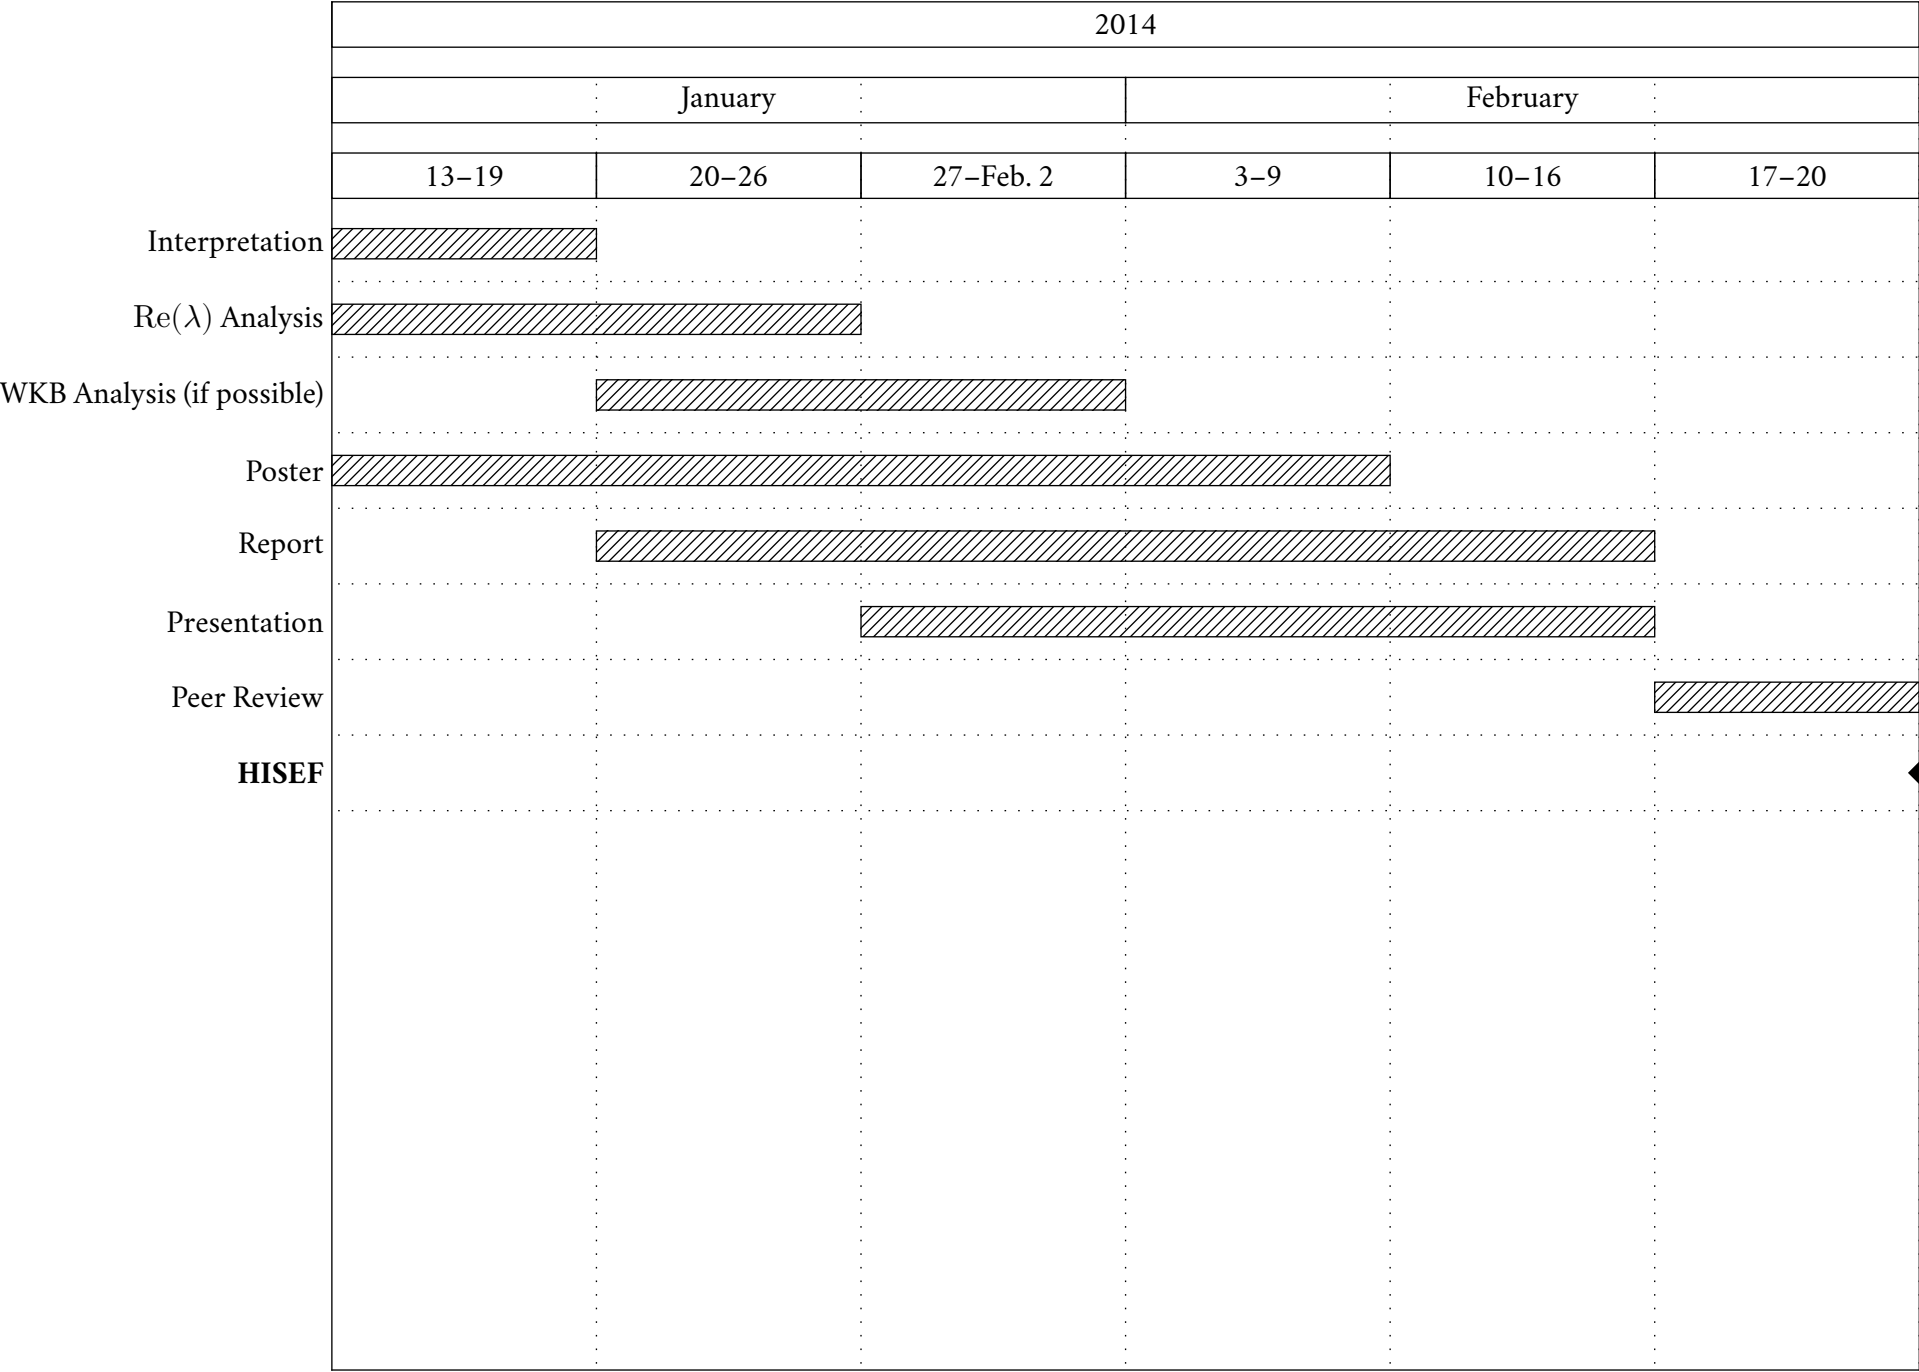 2014
January February
13–19 20–26 27–Feb. 2 3–9 10–16 17–20
Interpretation
Re(λ) Analysis
WKB Analysis (if possible)
Poster
Report
Presentation
Peer Review
HISEF